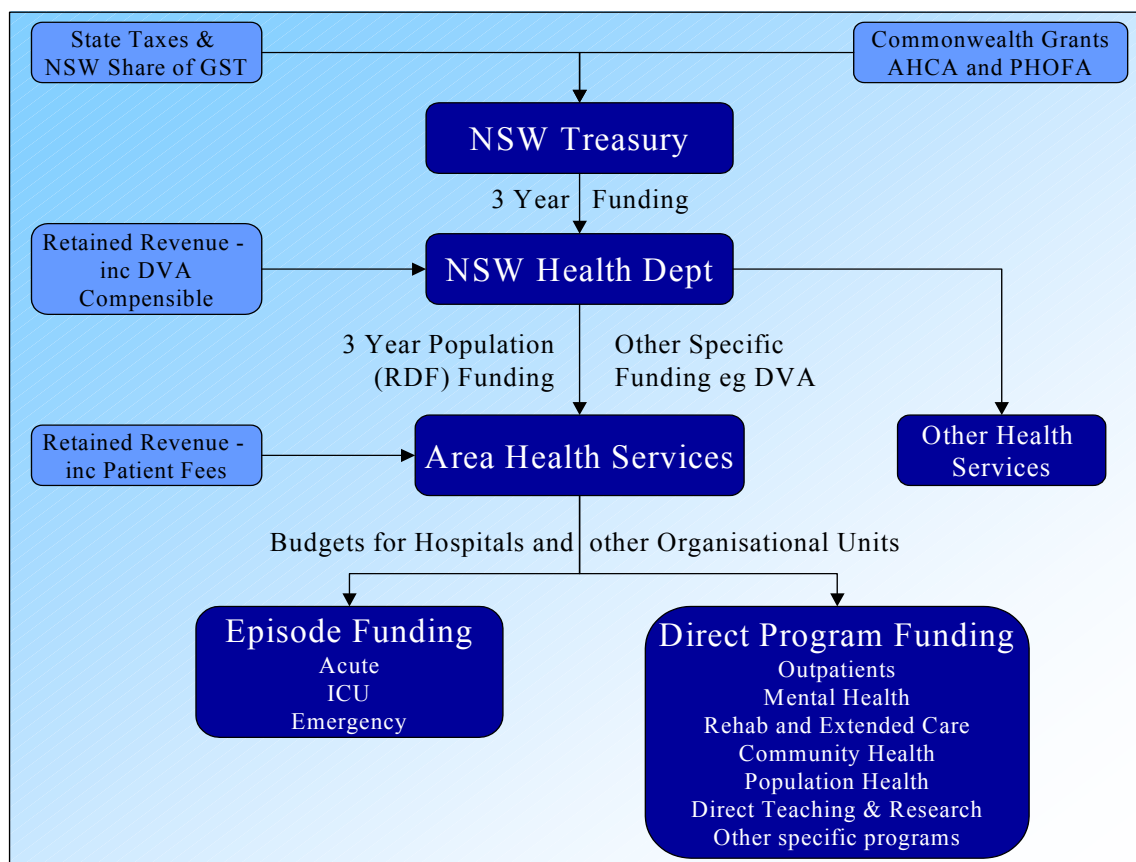 State Taxes &
NSW Share of GST
Commonwealth Grants
AHCA and PHOFA
NSW Treasury
3 Year Funding
Retained Revenue -
inc DVA
Compensible
NSW Health Dept
3 Year Population
(RDF) Funding
Other Specific
Funding eg DVA
Retained Revenue -
inc Patient Fees
Area Health Services
Other Health
Services
Budgets for Hospitals and other Organisational Units
Episode Funding
Acute
ICU
Emergency
Direct Program Funding
Outpatients
Mental Health
Rehab and Extended Care
Community Health
Population Health
Direct Teaching & Research
Other specific programs